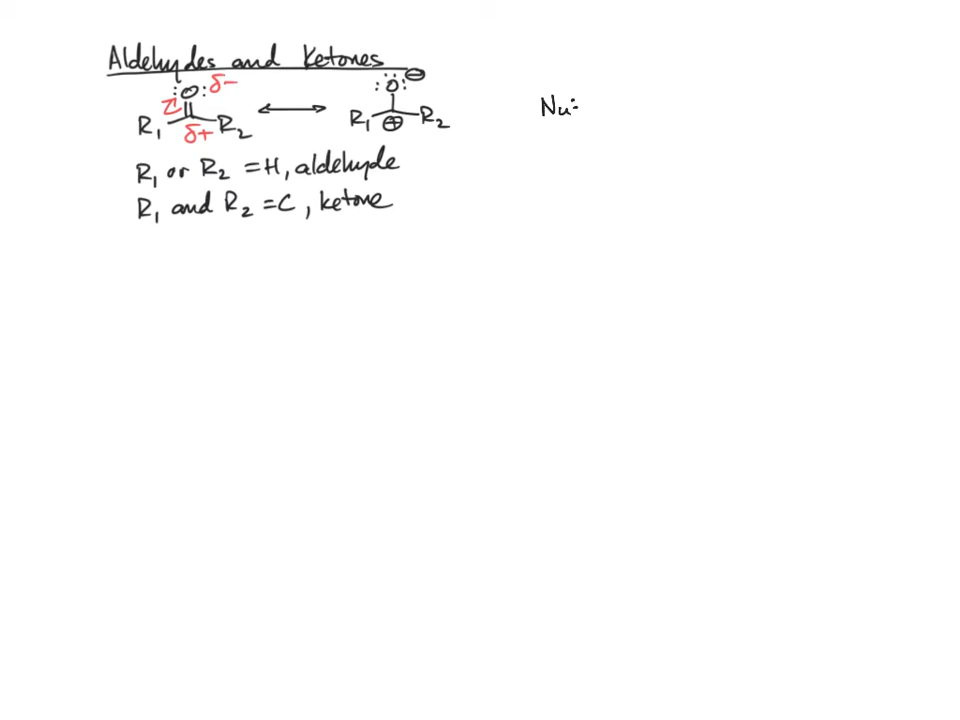 Aldehydes and Ketones
:O: δ- :O: ⊖
R1 δ+ R2 ⟷ R1 ⊕ R2
Nu:
R1 or R2 = H, aldehyde
R1 and R2 = C, ketone